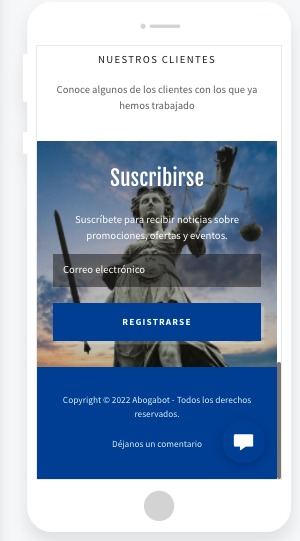 NUESTROS CLIENTES
Conoce algunos de los clientes con los que ya
hemos trabajado
Suscribirse
Suscríbete para recibir noticias sobre
promociones, ofertas y eventos.
Correo electrónico
REGISTRARSE
Copyright © 2022 Abogabot - Todos los derechos
reservados.
Déjanos un comentario